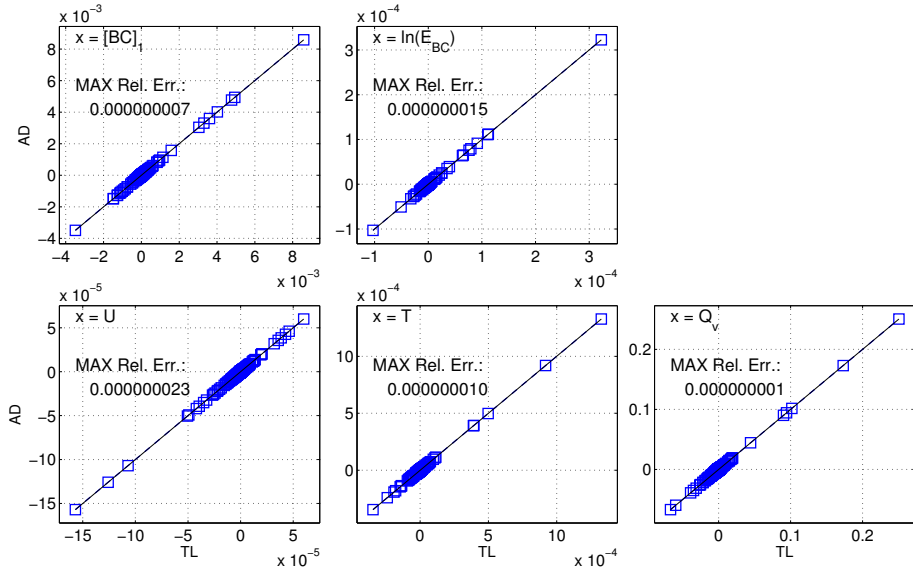 x 10^-3
x = [BC]_1
MAX Rel. Err.:
0.000000007
8
6
4
2
0
−2
−4
AD
−4 −2 0 2 4 6 8
x 10^-3
x 10^-4
x = ln(E_BC)
MAX Rel. Err.:
0.000000015
3
2
1
0
−1
−1 0 1 2 3
x 10^-4
x 10^-5
x = U
MAX Rel. Err.:
0.000000023
5
0
−5
−10
−15
AD
−15 −10 −5 0 5
TL
x 10^-5
x 10^-4
x = T
MAX Rel. Err.:
0.000000010
10
5
0
0 5 10
TL
x 10^-4
x = Q_v
MAX Rel. Err.:
0.000000001
0.2
0.1
0
0 0.1 0.2
TL